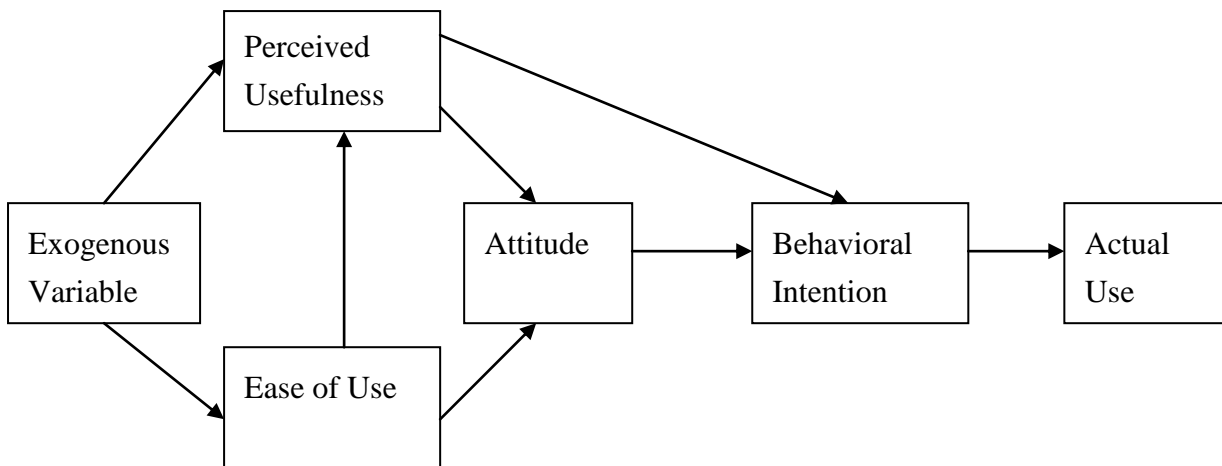 Perceived
Usefulness
Exogenous
Variable
Attitude
Behavioral
Intention
Actual
Use
Ease of Use